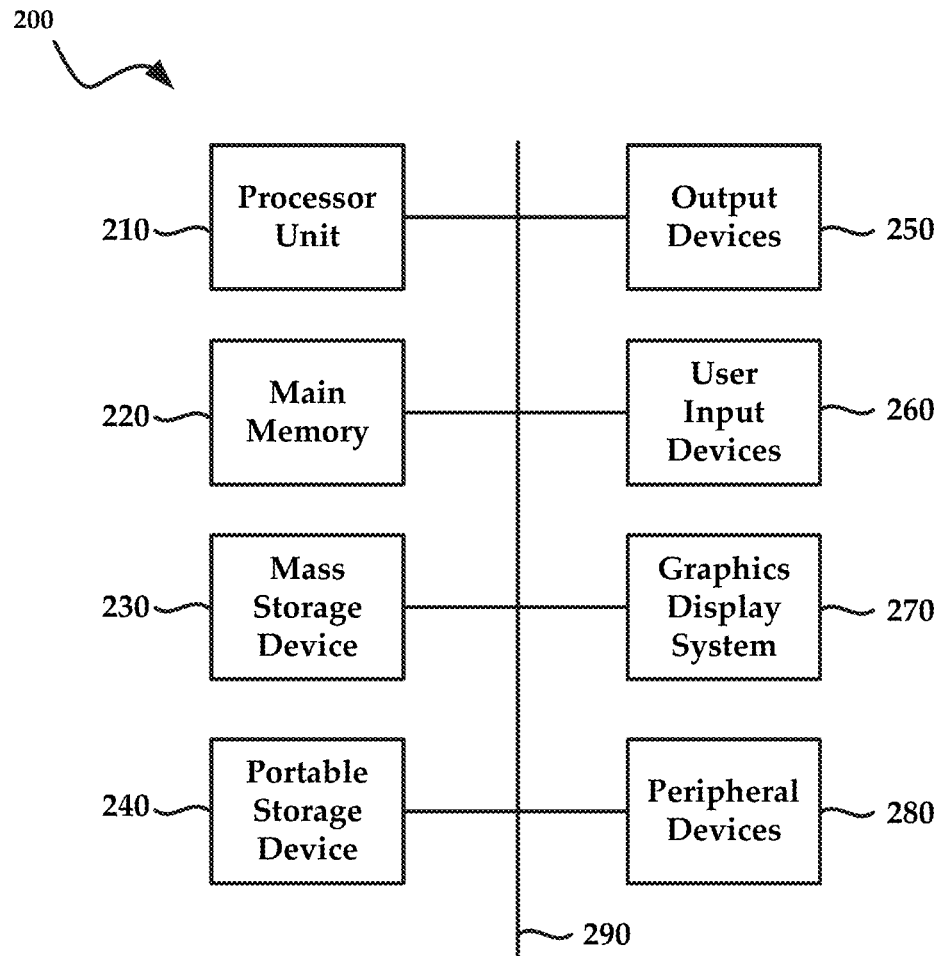 200
Processor
Unit
210
Output
Devices
250
Main
Memory
220
User
Input
Devices
260
Mass
Storage
Device
230
Graphics
Display
System
270
Portable
Storage
Device
240
Peripheral
Devices
280
290